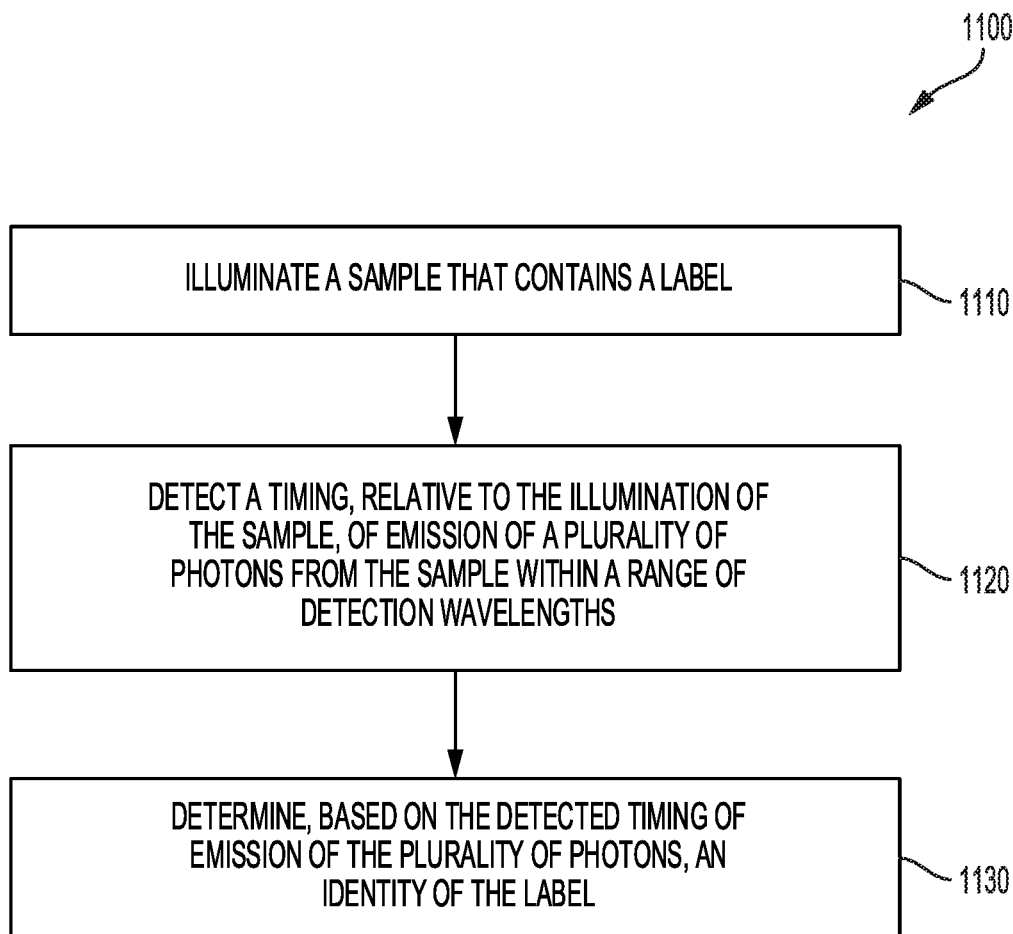 1100
ILLUMINATE A SAMPLE THAT CONTAINS A LABEL
1110
DETECT A TIMING, RELATIVE TO THE ILLUMINATION OF
THE SAMPLE, OF EMISSION OF A PLURALITY OF
PHOTONS FROM THE SAMPLE WITHIN A RANGE OF
DETECTION WAVELENGTHS
1120
DETERMINE, BASED ON THE DETECTED TIMING OF
EMISSION OF THE PLURALITY OF PHOTONS, AN
IDENTITY OF THE LABEL
1130